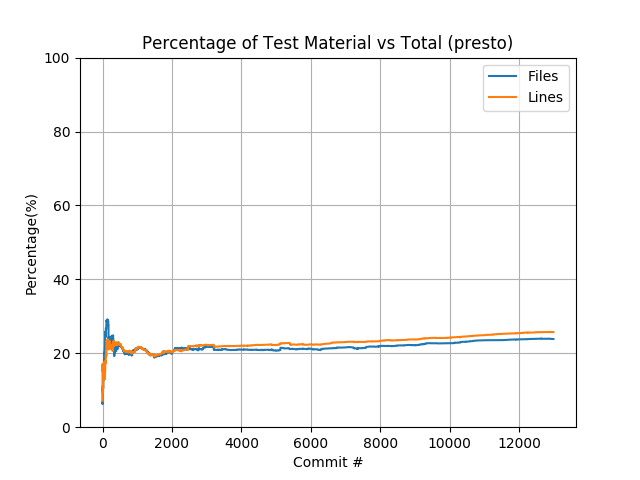 Percentage of Test Material vs Total (presto)
Files
Lines
Percentage(%)
100
80
60
40
20
0
0 2000 4000 6000 8000 10000 12000
Commit #